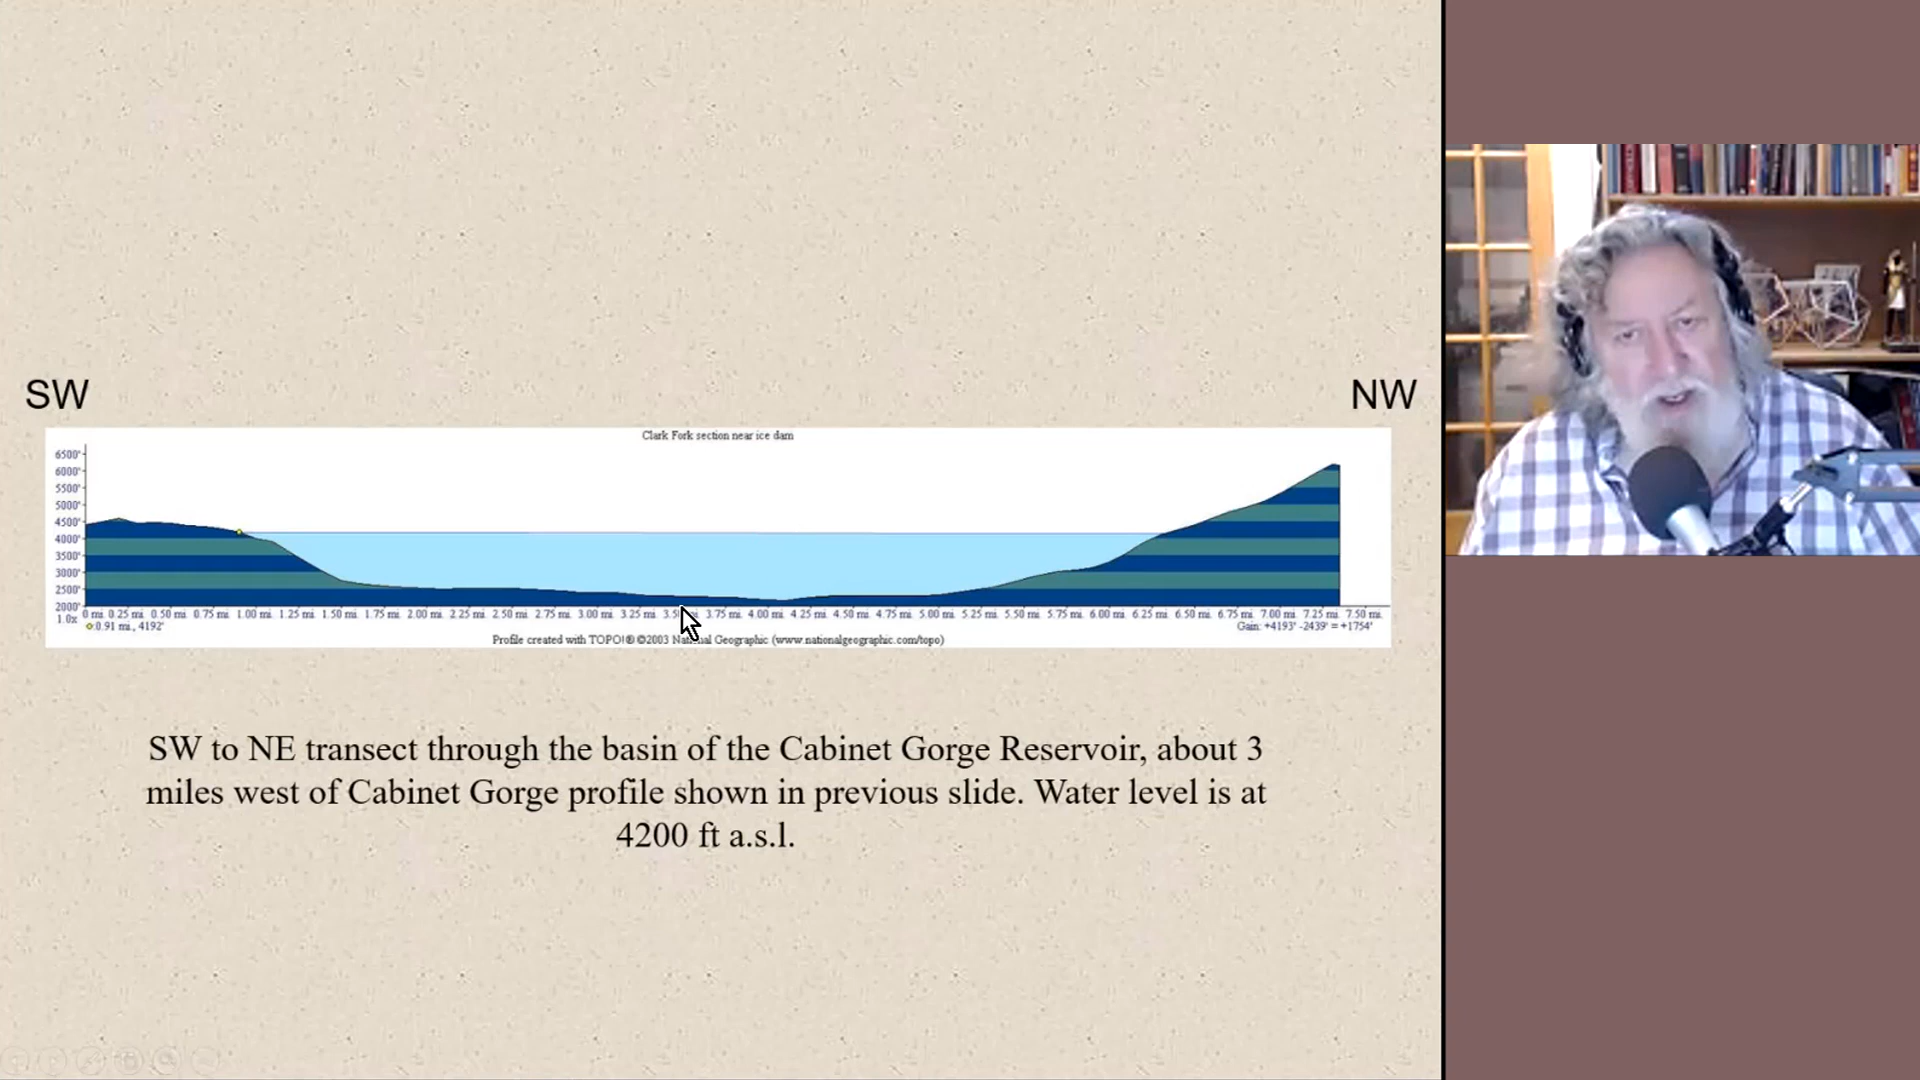 SW
NW
Clark Fork section near ice dam
6500'
6000'
5500'
5000'
4500'
4000'
3500'
3000'
2500'
2000'
1.0x
0 mi. 0.25 mi. 0.50 mi. 0.75 mi. 1.00 mi. 1.25 mi. 1.50 mi. 1.75 mi. 2.00 mi. 2.25 mi. 2.50 mi. 2.75 mi. 3.00 mi. 3.25 mi. 3.75 mi. 4.00 mi. 4.25 mi. 4.50 mi. 4.75 mi. 5.00 mi. 5.25 mi. 5.50 mi. 5.75 mi. 6.00 mi. 6.25 mi. 6.50 mi. 6.75 mi. 7.00 mi. 7.25 mi. 7.50 mi.
0.91 mi., 4192'
Gain: +4193' -2439' = +1754'
Profile created with TOPO!® ©2003 National Geographic (www.nationalgeographic.com/topo)
SW to NE transect through the basin of the Cabinet Gorge Reservoir, about 3
miles west of Cabinet Gorge profile shown in previous slide. Water level is at
4200 ft a.s.l.